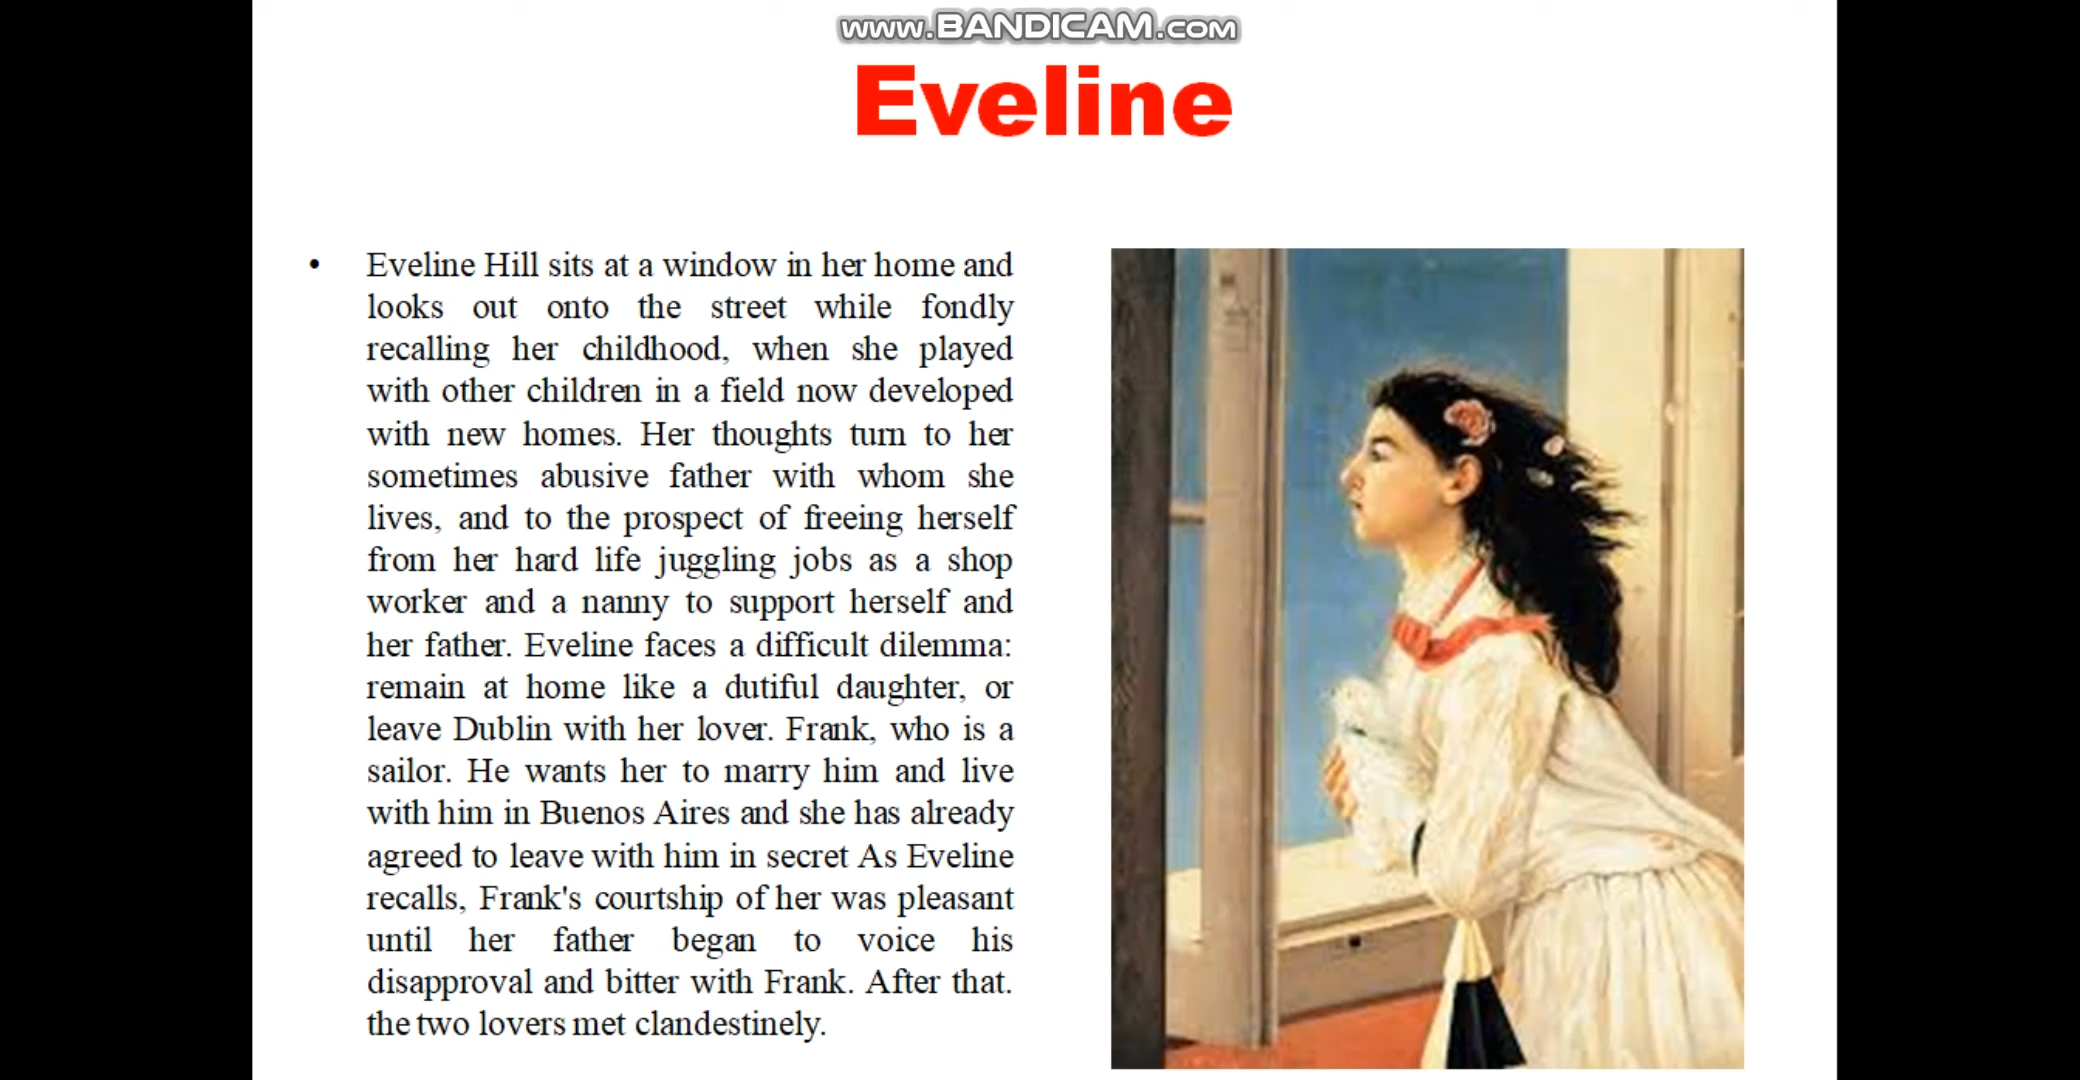 www.BANDICAM.com
Eveline
• Eveline Hill sits at a window in her home and
looks out onto the street while fondly
recalling her childhood, when she played
with other children in a field now developed
with new homes. Her thoughts turn to her
sometimes abusive father with whom she
lives, and to the prospect of freeing herself
from her hard life juggling jobs as a shop
worker and a nanny to support herself and
her father. Eveline faces a difficult dilemma:
remain at home like a dutiful daughter, or
leave Dublin with her lover. Frank, who is a
sailor. He wants her to marry him and live
with him in Buenos Aires and she has already
agreed to leave with him in secret As Eveline
recalls, Frank's courtship of her was pleasant
until her father began to voice his
disapproval and bitter with Frank. After that.
the two lovers met clandestinely.